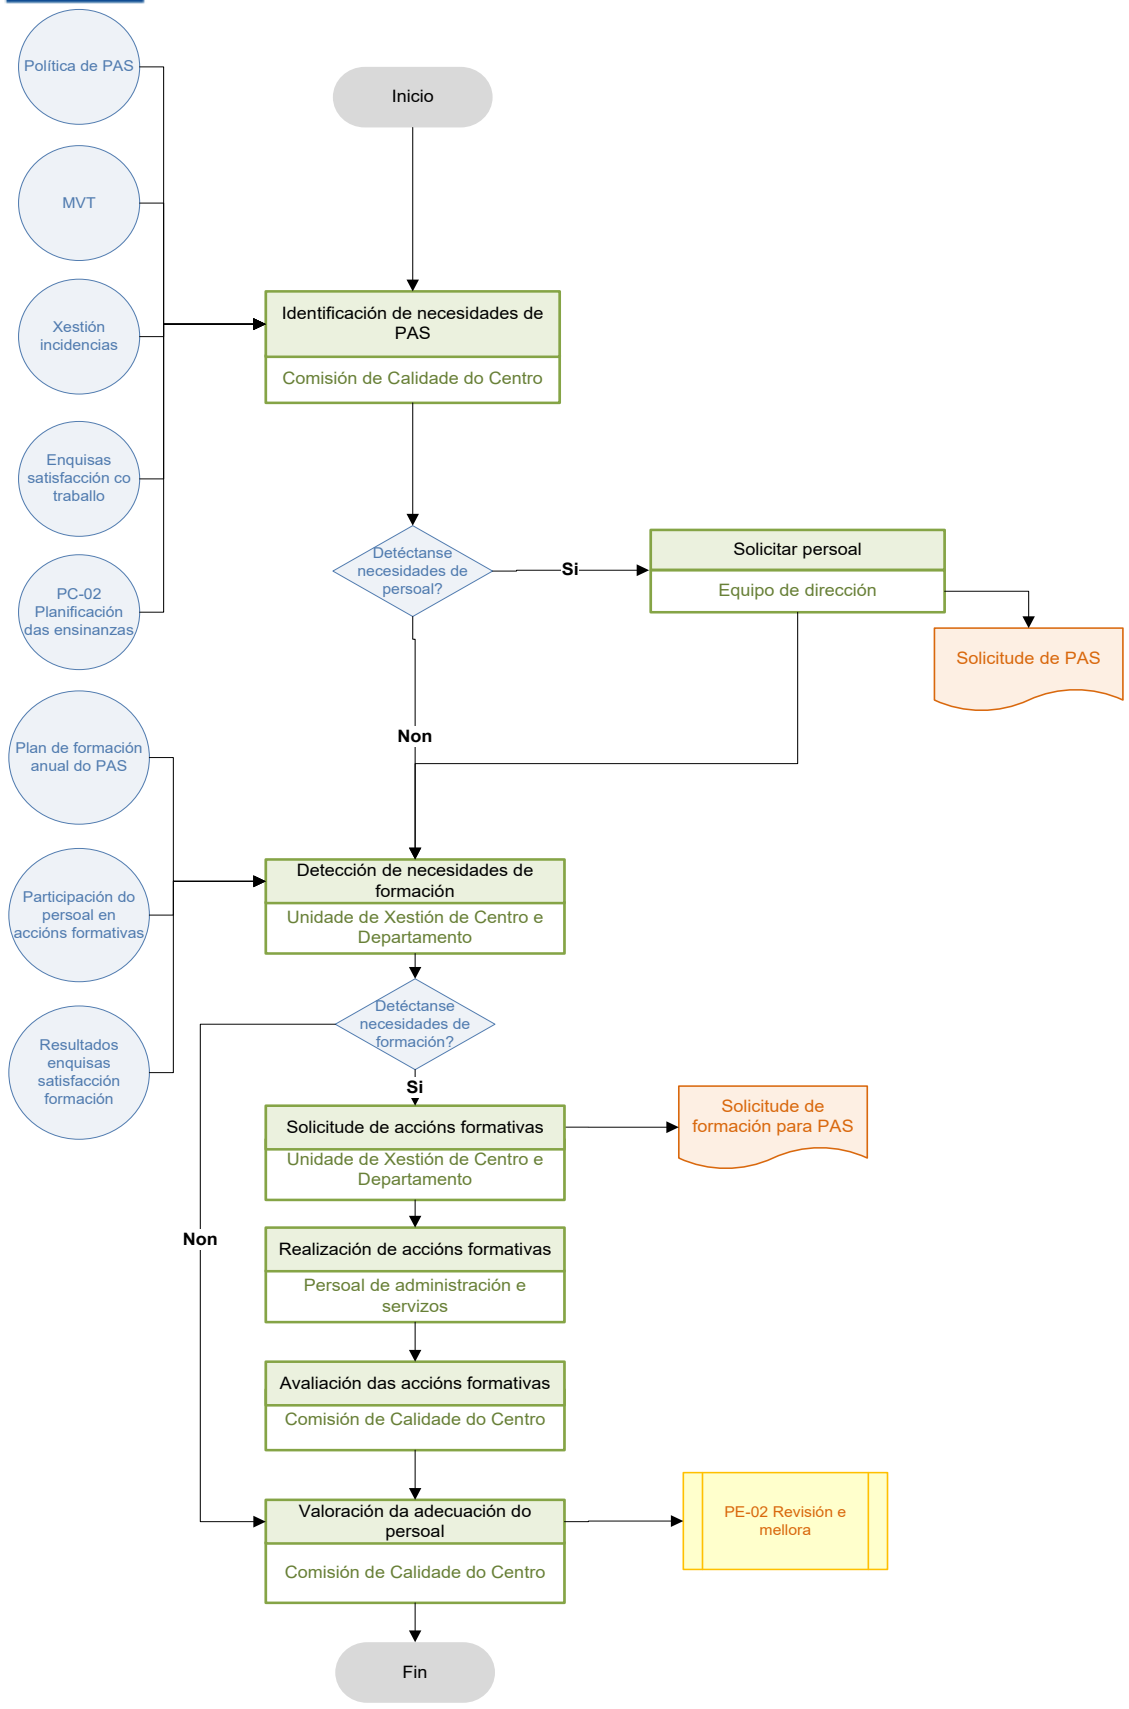 Política de PAS
Inicio
MVT
Xestión
incidencias
Identificación de necesidades de
PAS
Comisión de Calidade do Centro
Enquisas
satisfacción co
traballo
Detéctanse
necesidades de
persoal?
Si
Solicitar persoal
Equipo de dirección
PC-02
Planificación
das ensinanzas
Solicitude de PAS
Non
Plan de formación
anual do PAS
Detección de necesidades de
formación
Unidade de Xestión de Centro e
Departamento
Participación do
persoal en
accións formativas
Detéctanse
necesidades de
formación?
Resultados
enquisas
satisfacción
formación
Si
Solicitude de accións formativas
Unidade de Xestión de Centro e
Departamento
Solicitude de
formación para PAS
Non
Realización de accións formativas
Persoal de administración e
servizos
Avaliación das accións formativas
Comisión de Calidade do Centro
Valoración da adecuación do
persoal
Comisión de Calidade do Centro
PE-02 Revisión e
mellora
Fin